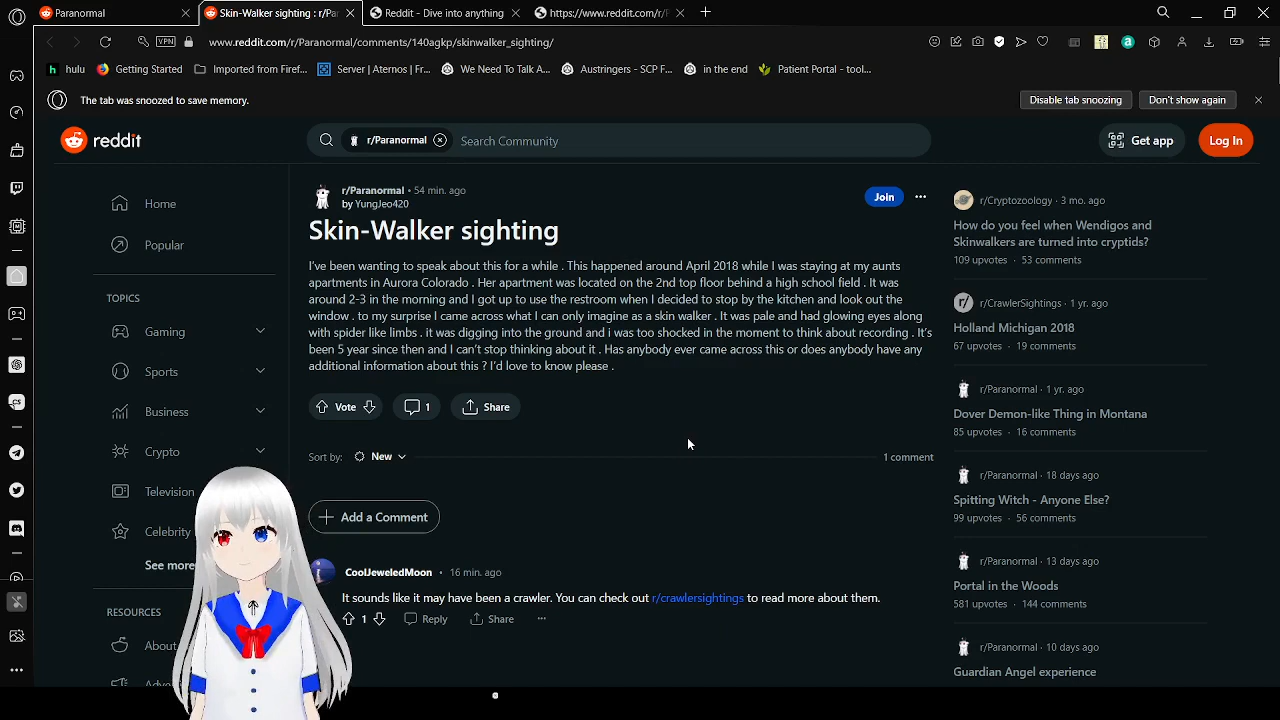 Paranormal
Skin-Walker sighting : r/Par
Reddit - Dive into anything
https://www.reddit.com/r/F
VPN
www.reddit.com/r/Paranormal/comments/140agkp/skinwalker_sighting/
hulu
Getting Started
Imported from Firef...
Server | Aternos | Fr...
We Need To Talk A...
Austringers - SCP F...
in the end
Patient Portal - tool...
The tab was snoozed to save memory.
Disable tab snoozing
Don't show again
reddit
r/Paranormal
Search Community
Get app
Log In
Home
Popular
TOPICS
Gaming
Sports
Business
Crypto
Television
Celebrity
See more
RESOURCES
About
r/Paranormal • 54 min. ago
by YungJeo420
Join
Skin-Walker sighting
I've been wanting to speak about this for a while . This happened around April 2018 while I was staying at my aunts
apartments in Aurora Colorado . Her apartment was located on the 2nd top floor behind a high school field . It was
around 2-3 in the morning and I got up to use the restroom when I decided to stop by the kitchen and look out the
window . to my surprise I came across what I can only imagine as a skin walker . It was pale and had glowing eyes along
with spider like limbs . it was digging into the ground and i was too shocked in the moment to think about recording . It's
been 5 year since then and I can't stop thinking about it . Has anybody ever came across this or does anybody have any
additional information about this ? I'd love to know please .
Vote
1
Share
Sort by:
New
1 comment
Add a Comment
CoolJeweledMoon • 16 min. ago
It sounds like it may have been a crawler. You can check out r/crawlersightings to read more about them.
1
Reply
Share
r/Cryptozoology · 3 mo. ago
How do you feel when Wendigos and
Skinwalkers are turned into cryptids?
109 upvotes · 53 comments
r/CrawlerSightings · 1 yr. ago
Holland Michigan 2018
67 upvotes · 19 comments
r/Paranormal · 1 yr. ago
Dover Demon-like Thing in Montana
85 upvotes · 16 comments
r/Paranormal · 18 days ago
Spitting Witch - Anyone Else?
99 upvotes · 56 comments
r/Paranormal · 13 days ago
Portal in the Woods
581 upvotes · 144 comments
r/Paranormal · 10 days ago
Guardian Angel experience